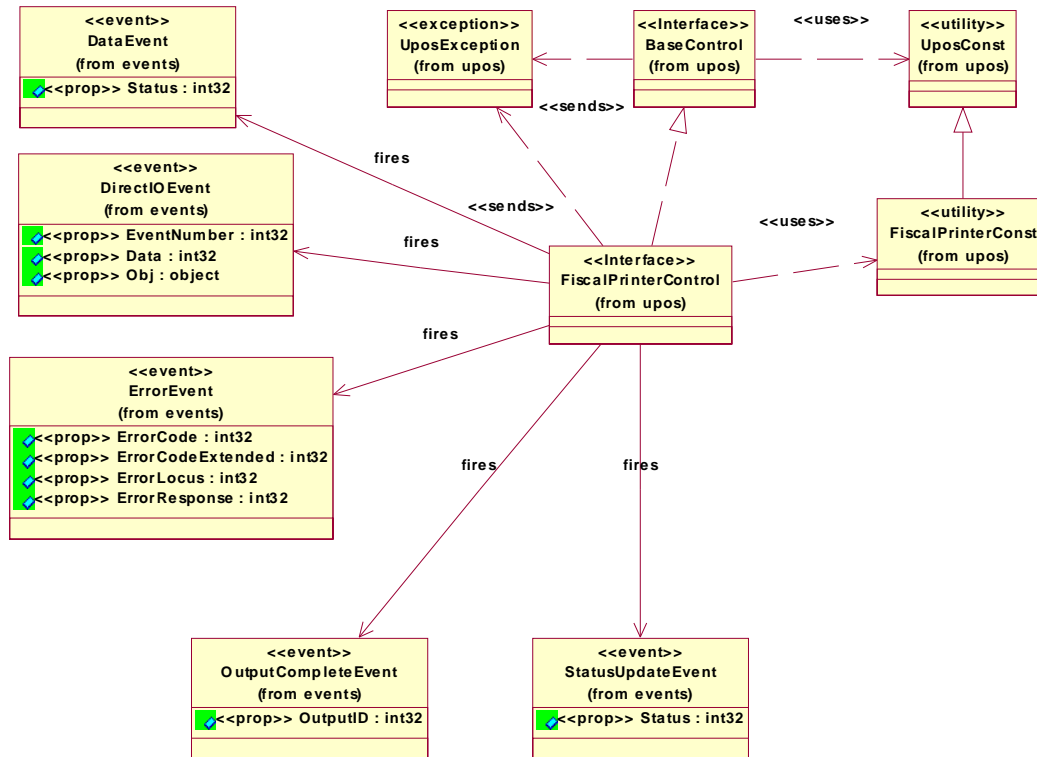 <<event>>
DataEvent
(from events)
<<prop>> Status : int32
<<exception>>
UposException
(from upos)
<<Interface>>
BaseControl
(from upos)
<<uses>>
<<utility>>
UposConst
(from upos)
<<sends>>
fires
<<event>>
DirectIOEvent
(from events)
<<prop>> EventNumber : int32
<<prop>> Data : int32
<<prop>> Obj : object
<<sends>>
fires
<<uses>>
<<utility>>
FiscalPrinterConst
(from upos)
<<Interface>>
FiscalPrinterControl
(from upos)
fires
<<event>>
ErrorEvent
(from events)
<<prop>> ErrorCode : int32
<<prop>> ErrorCodeExtended : int32
<<prop>> ErrorLocus : int32
<<prop>> ErrorResponse : int32
fires
fires
<<event>>
OutputCompleteEvent
(from events)
<<prop>> OutputID : int32
<<event>>
StatusUpdateEvent
(from events)
<<prop>> Status : int32